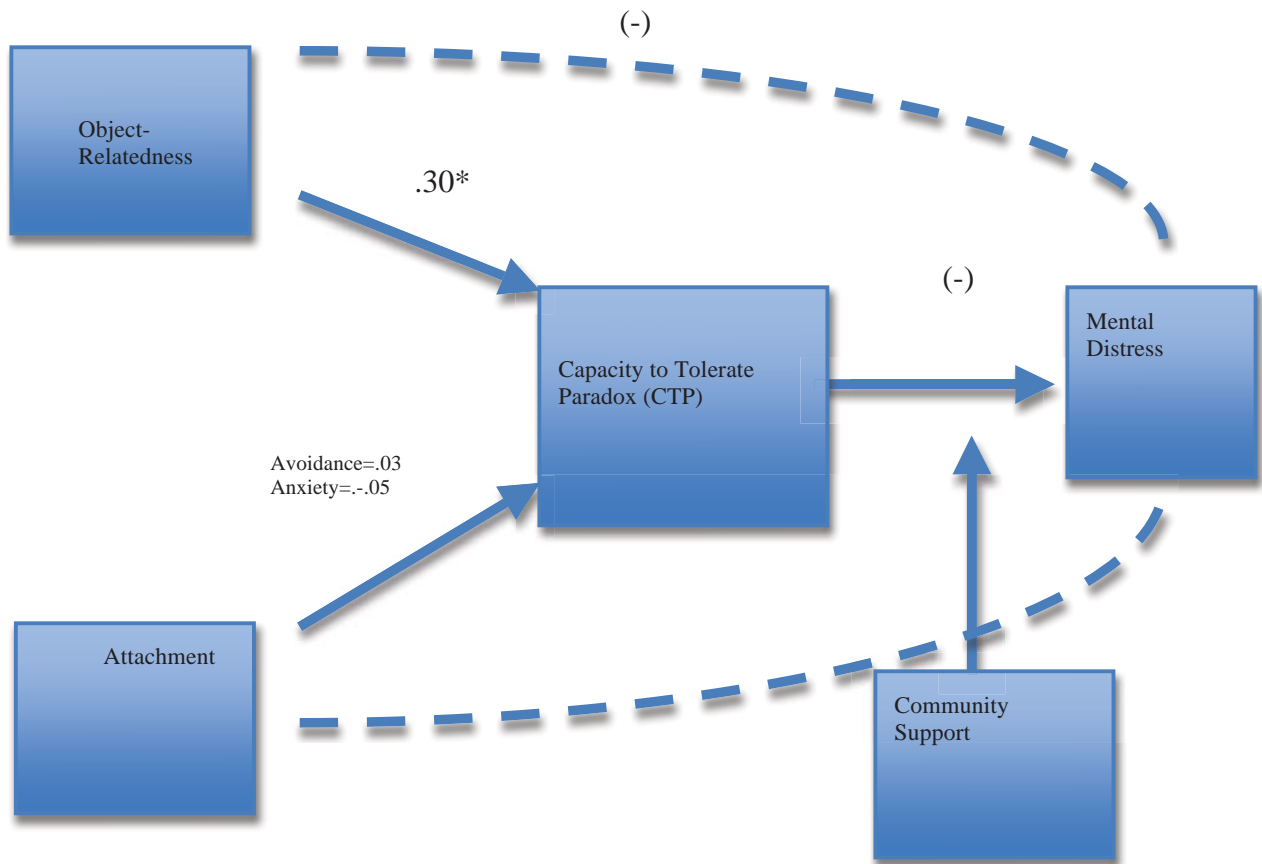 (-)
Object-
Relatedness
.30*
(-)
Mental
Distress
Capacity to Tolerate
Paradox (CTP)
Avoidance=.03
Anxiety=.-.05
Attachment
Community
Support